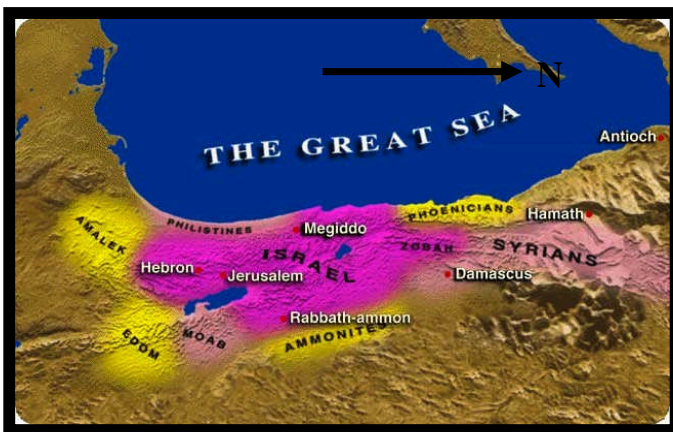 N
THE GREAT SEA
Antioch
PHILISTINES
PHOENICIANS
Hamath
AMALEK
Megiddo
ISRAEL
ZOBAH
SYRIANS
Hebron
Jerusalem
Damascus
Rabbath-ammon
EDOM
MOAB
AMMONITES